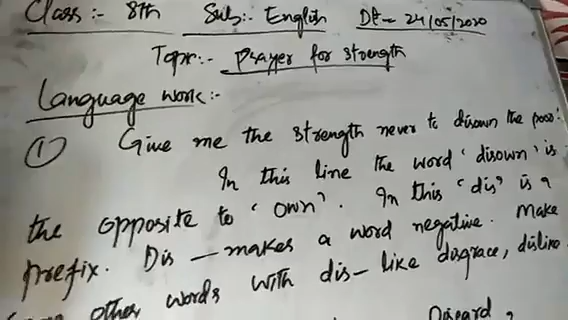 Class :- 8th Sub:- English Dt- 24/05/2020
Topic:- Prayer for strength
Language work:-
① Give me the strength never to disown the poor:
In this line the word 'disown' is
the opposite to 'own'. In this 'dis' is a
prefix. Dis — makes a word negative. Make
other words with dis- like disgrace, dislike
Discard,